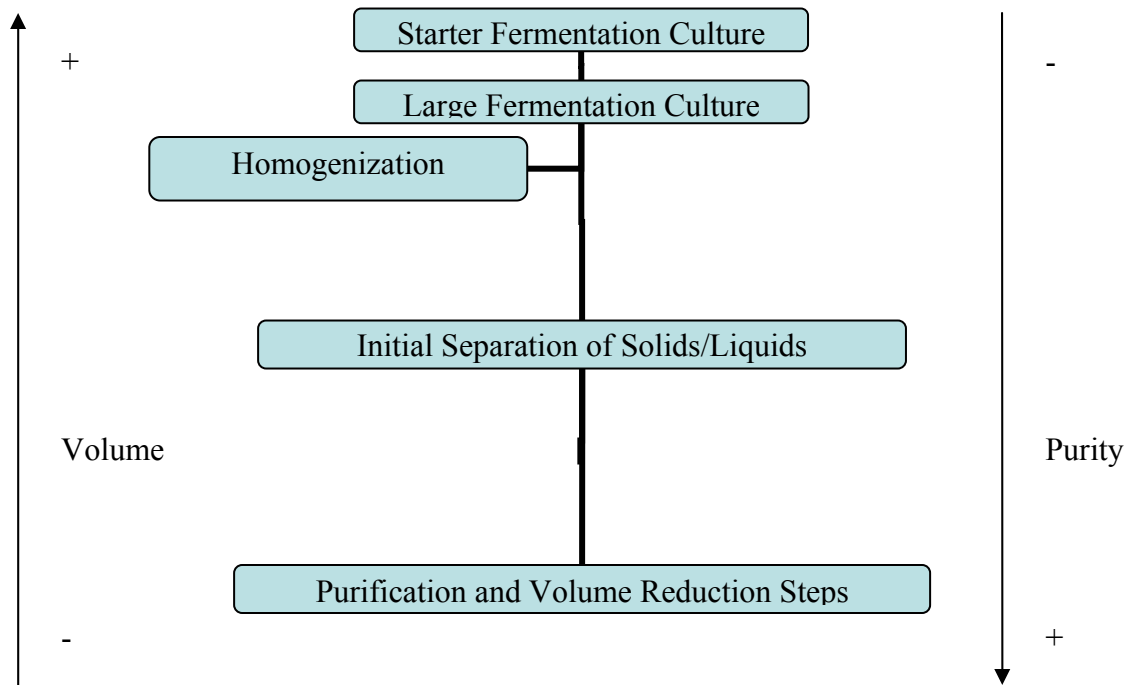 Starter Fermentation Culture
+
-
Large Fermentation Culture
Homogenization
Initial Separation of Solids/Liquids
Volume
Purity
Purification and Volume Reduction Steps
-
+